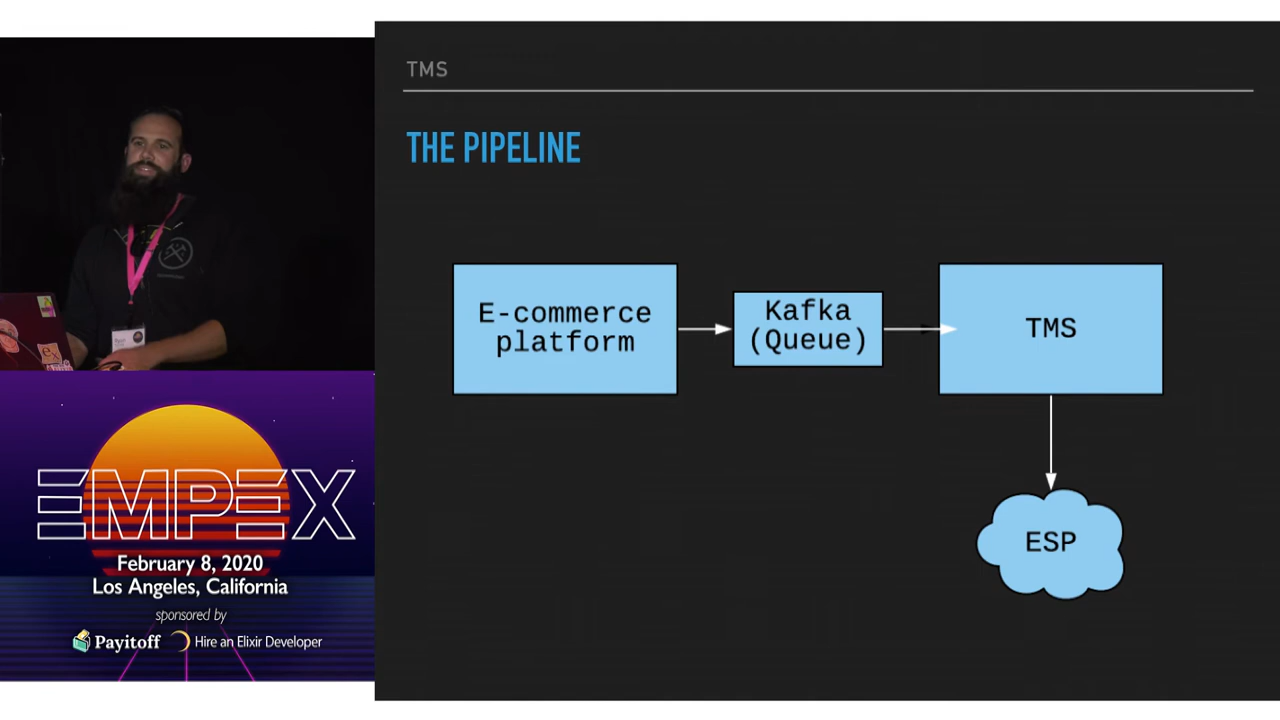 TMS
THE PIPELINE
E-commerce
platform
Kafka
(Queue)
TMS
ESP
EMPEX
February 8, 2020
Los Angeles, California
sponsored by
Payitoff
Hire an Elixir Developer